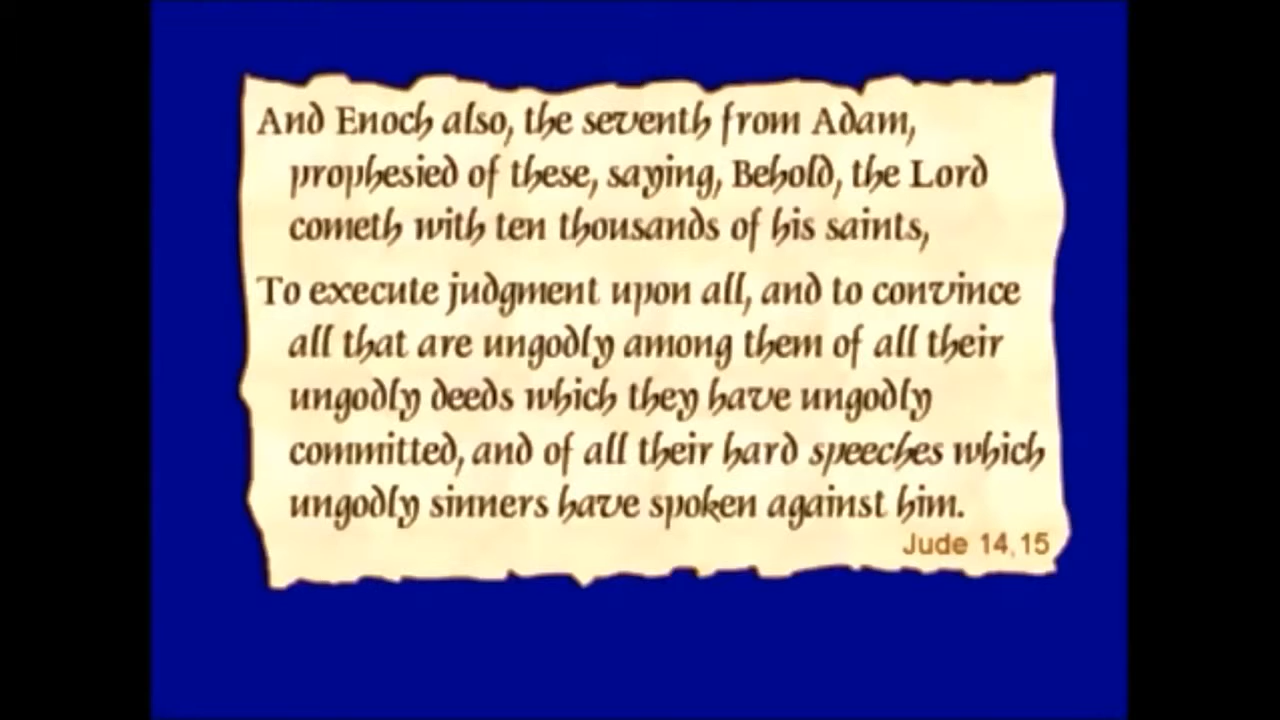 And Enoch also, the seventh from Adam,
prophesied of these, saying, Behold, the Lord
cometh with ten thousands of his saints,
To execute judgment upon all, and to convince
all that are ungodly among them of all their
ungodly deeds which they have ungodly
committed, and of all their hard speeches which
ungodly sinners have spoken against him.
Jude 14,15